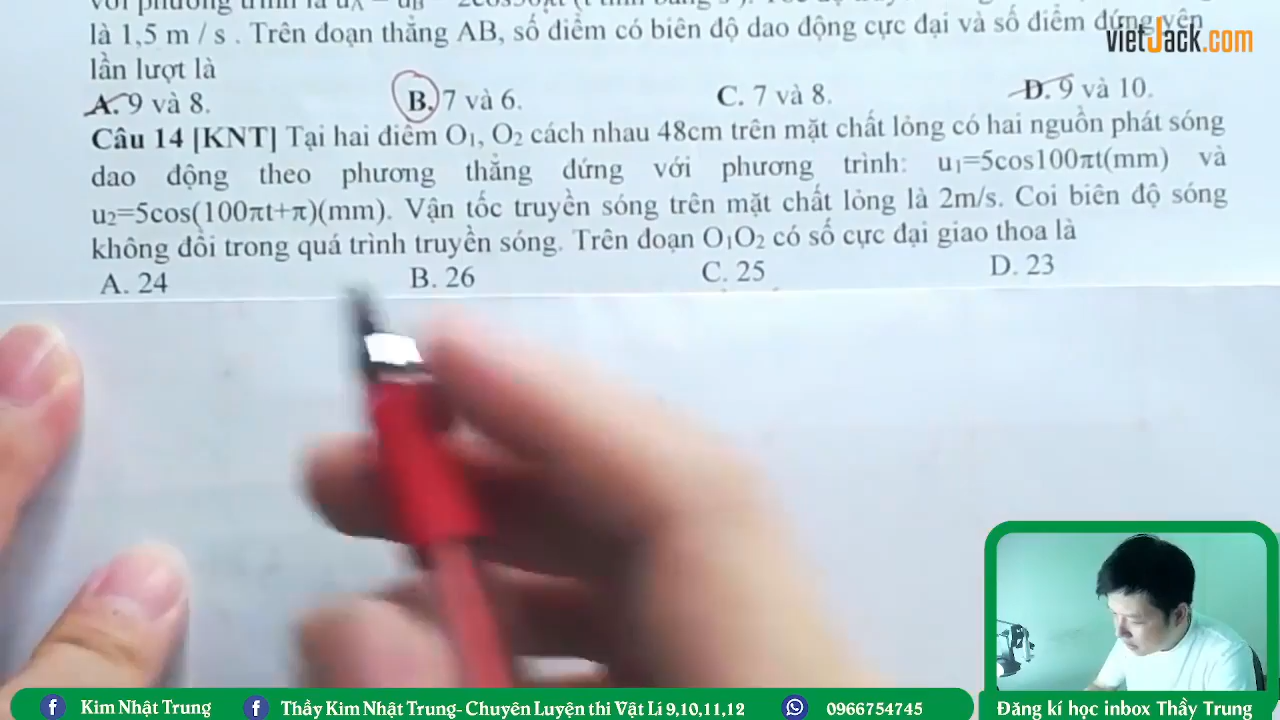 là 1,5 m / s . Trên đoạn thẳng AB, số điểm có biên độ dao động cực đại và số điểm đứng yên
vietJack.com
lần lượt là
A. 9 và 8.
B. 7 và 6.
C. 7 và 8.
D. 9 và 10.
Câu 14 [KNT] Tại hai điểm O₁, O₂ cách nhau 48cm trên mặt chất lỏng có hai nguồn phát sóng
dao động theo phương thẳng đứng với phương trình: u₁=5cos100πt(mm) và
u₂=5cos(100πt+π)(mm). Vận tốc truyền sóng trên mặt chất lỏng là 2m/s. Coi biên độ sóng
không đổi trong quá trình truyền sóng. Trên đoạn O₁O₂ có số cực đại giao thoa là
A. 24
B. 26
C. 25
D. 23
Kim Nhật Trung
Thầy Kim Nhật Trung- Chuyên Luyện thi Vật Lí 9,10,11,12
0966754745
Đăng kí học inbox Thầy Trung